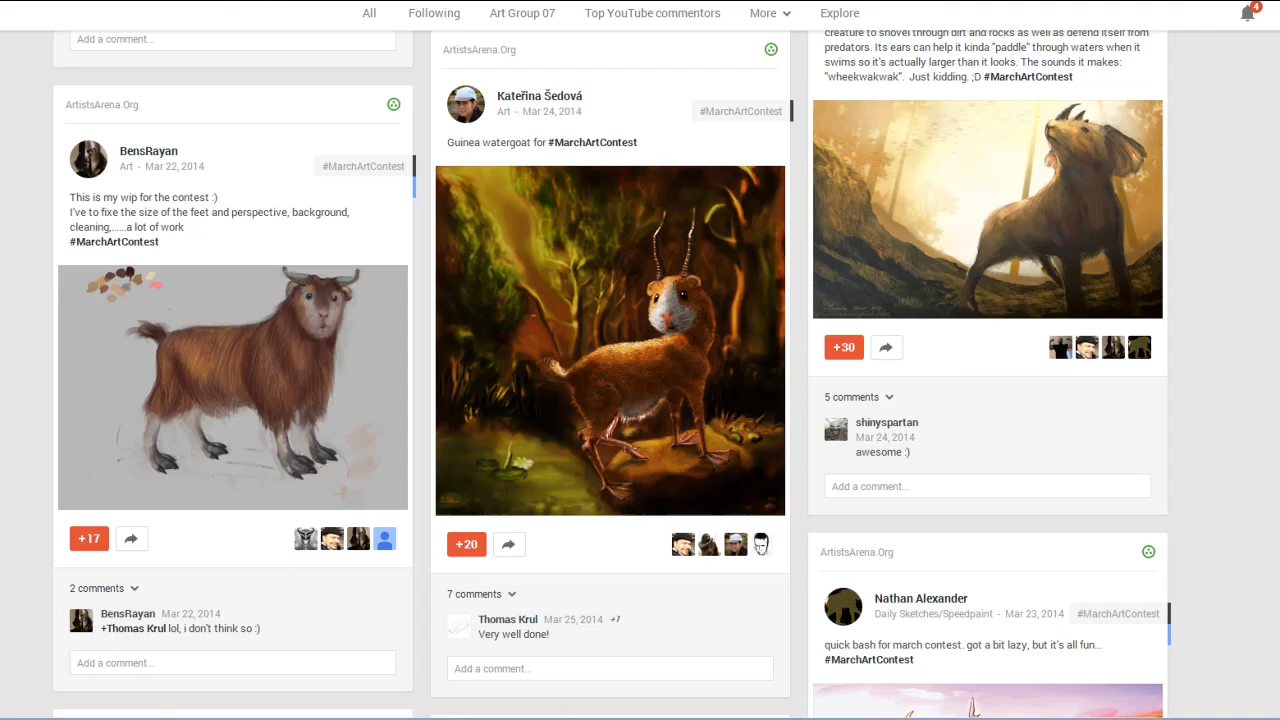 All Following Art Group 07 Top YouTube commentors More Explore
4
Add a comment...
ArtistsArena.Org
BensRayan
Art - Mar 22, 2014
#MarchArtContest
This is my wip for the contest :)
I've to fixe the size of the feet and perspective, background,
cleaning,......a lot of work
#MarchArtContest
+17
2 comments
BensRayan Mar 22, 2014
+Thomas Krul lol, i don't think so :)
Add a comment...
ArtistsArena.Org
Kateřina Šedová
Art - Mar 24, 2014
#MarchArtContest
Guinea watergoat for #MarchArtContest
+20
7 comments
Thomas Krul Mar 25, 2014 +7
Very well done!
Add a comment...
creature to shovel through dirt and rocks as well as defend itself from
predators. Its ears can help it kinda "paddle" through waters when it
swims so it's actually larger than it looks. The sounds it makes:
"wheekwakwak". Just kidding. ;D #MarchArtContest
+30
5 comments
shinyspartan
Mar 24, 2014
awesome :)
Add a comment...
ArtistsArena.Org
Nathan Alexander
Daily Sketches/Speedpaint - Mar 23, 2014
#MarchArtContest
quick bash for march contest. got a bit lazy, but it's all fun...
#MarchArtContest